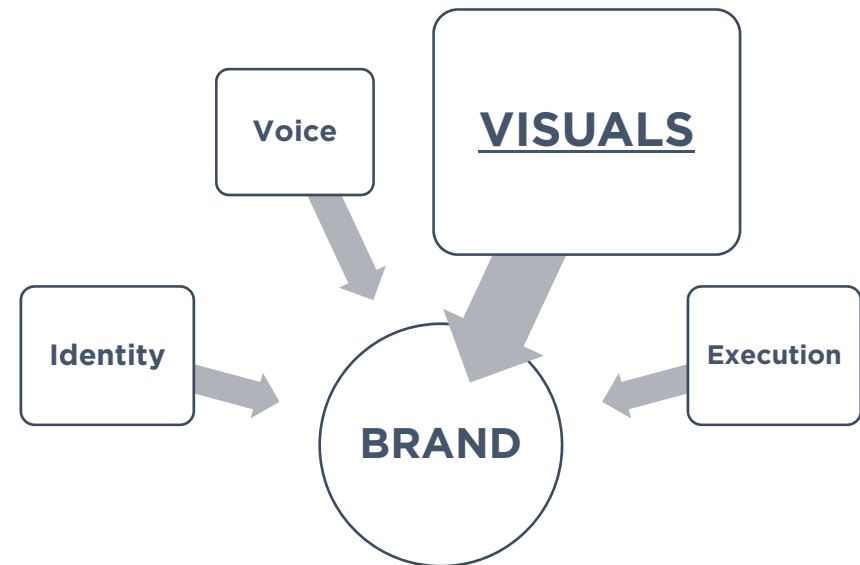 Voice
VISUALS
Identity
Execution
BRAND